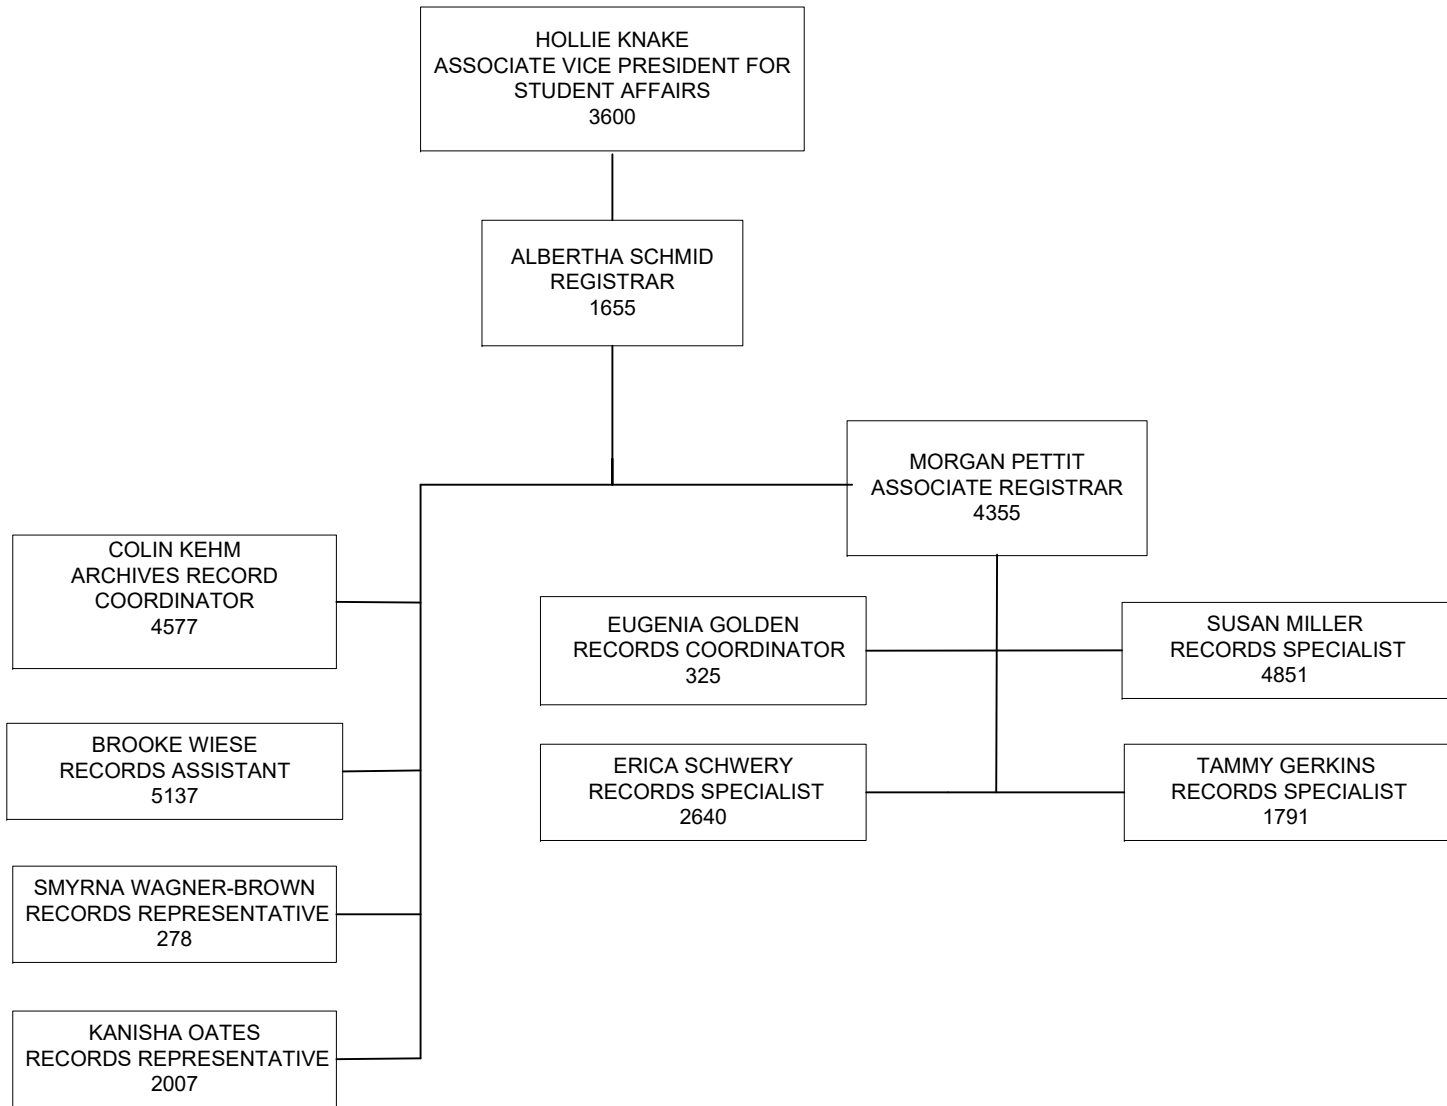 HOLLIE KNAKE
ASSOCIATE VICE PRESIDENT FOR
STUDENT AFFAIRS
3600
ALBERTHA SCHMID
REGISTRAR
1655
MORGAN PETTIT
ASSOCIATE REGISTRAR
4355
COLIN KEHM
ARCHIVES RECORD
COORDINATOR
4577
BROOKE WIESE
RECORDS ASSISTANT
5137
SMYRNA WAGNER-BROWN
RECORDS REPRESENTATIVE
278
KANISHA OATES
RECORDS REPRESENTATIVE
2007
EUGENIA GOLDEN
RECORDS COORDINATOR
325
SUSAN MILLER
RECORDS SPECIALIST
4851
ERICA SCHWERY
RECORDS SPECIALIST
2640
TAMMY GERKINS
RECORDS SPECIALIST
1791